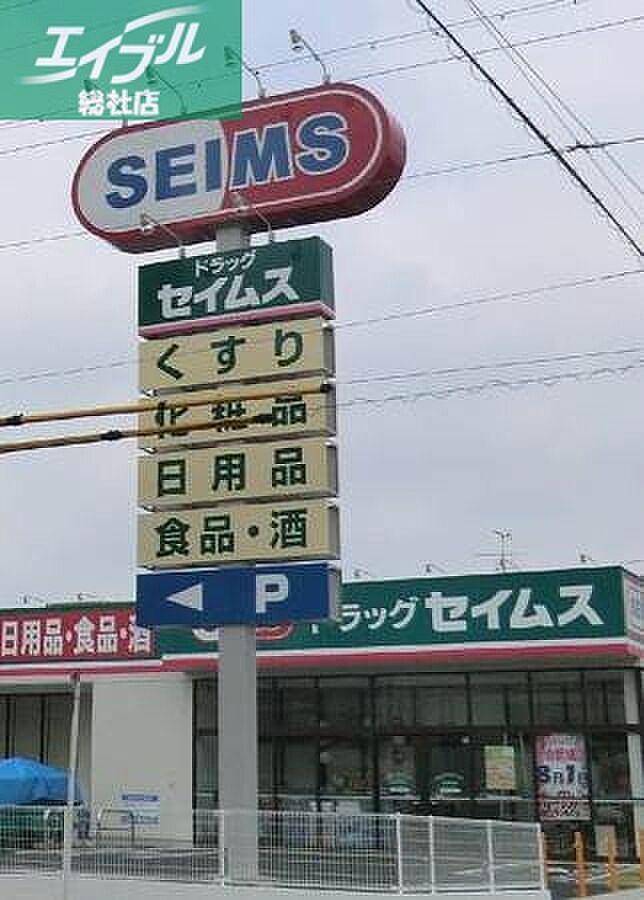 エイブル
総社店
SEIMS
ドラッグ
セイムス
くすり
化粧品
日用品
食品・酒
P
日用品・食品・酒
ドラッグ セイムス